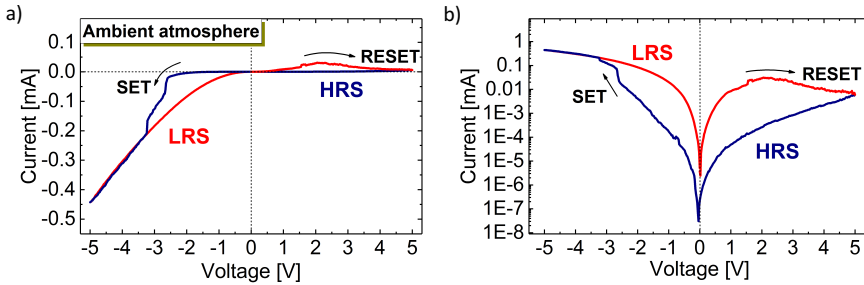 a)
Ambient atmosphere
0.1
0.0
-0.1
-0.2
-0.3
-0.4
-0.5
Current [mA]
SET
LRS
RESET
HRS
-5 -4 -3 -2 -1 0 1 2 3 4 5
Voltage [V]
b)
1
0.1
0.01
1E-3
1E-4
1E-5
1E-6
1E-7
1E-8
Current [mA]
LRS
RESET
SET
HRS
-5 -4 -3 -2 -1 0 1 2 3 4 5
Voltage [V]